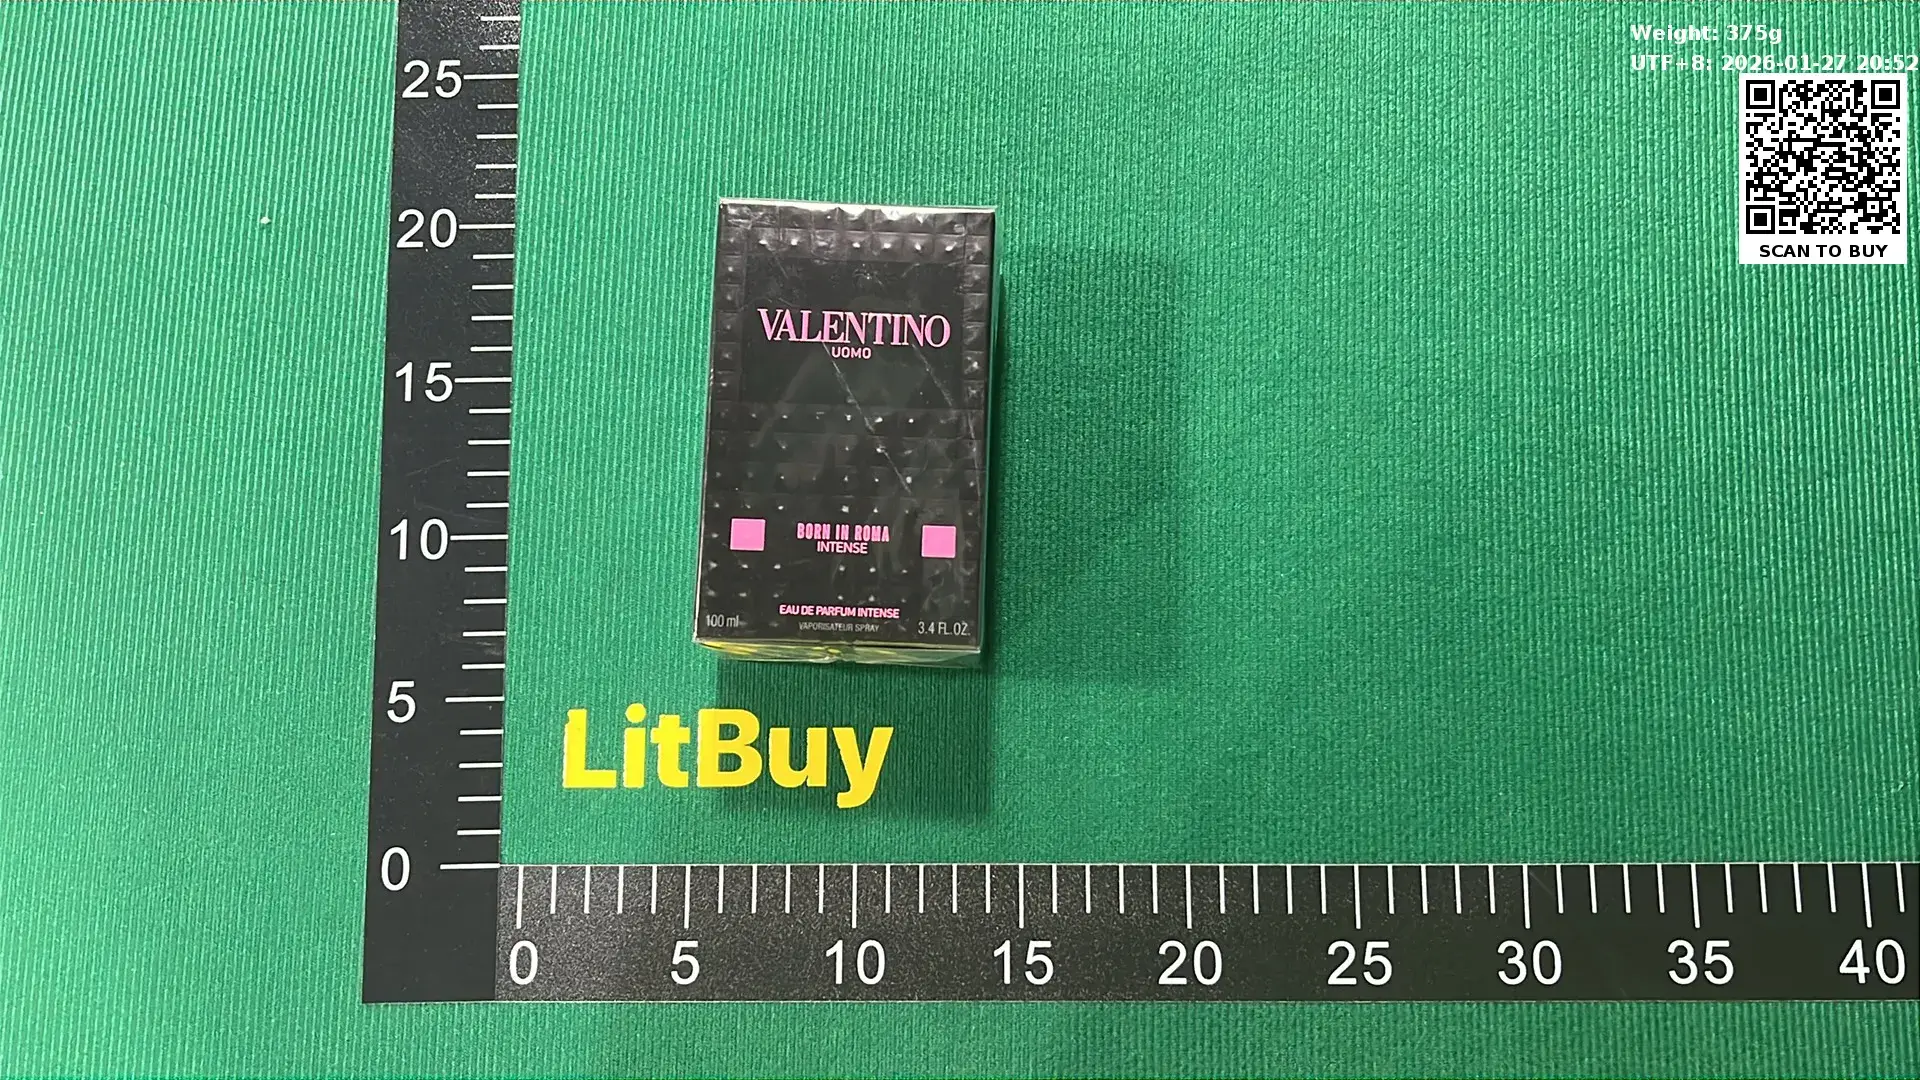 Weight: 375g
UTF+8: 2026-01-27 20:52
SCAN TO BUY
25
20
15
10
5
0
VALENTINO
UOMO
BORN IN ROMA
INTENSE
EAU DE PARFUM INTENSE
100 ml
VAPORISATEUR SPRAY
3.4 FL.OZ.
LitBuy
0 5 10 15 20 25 30 35 40